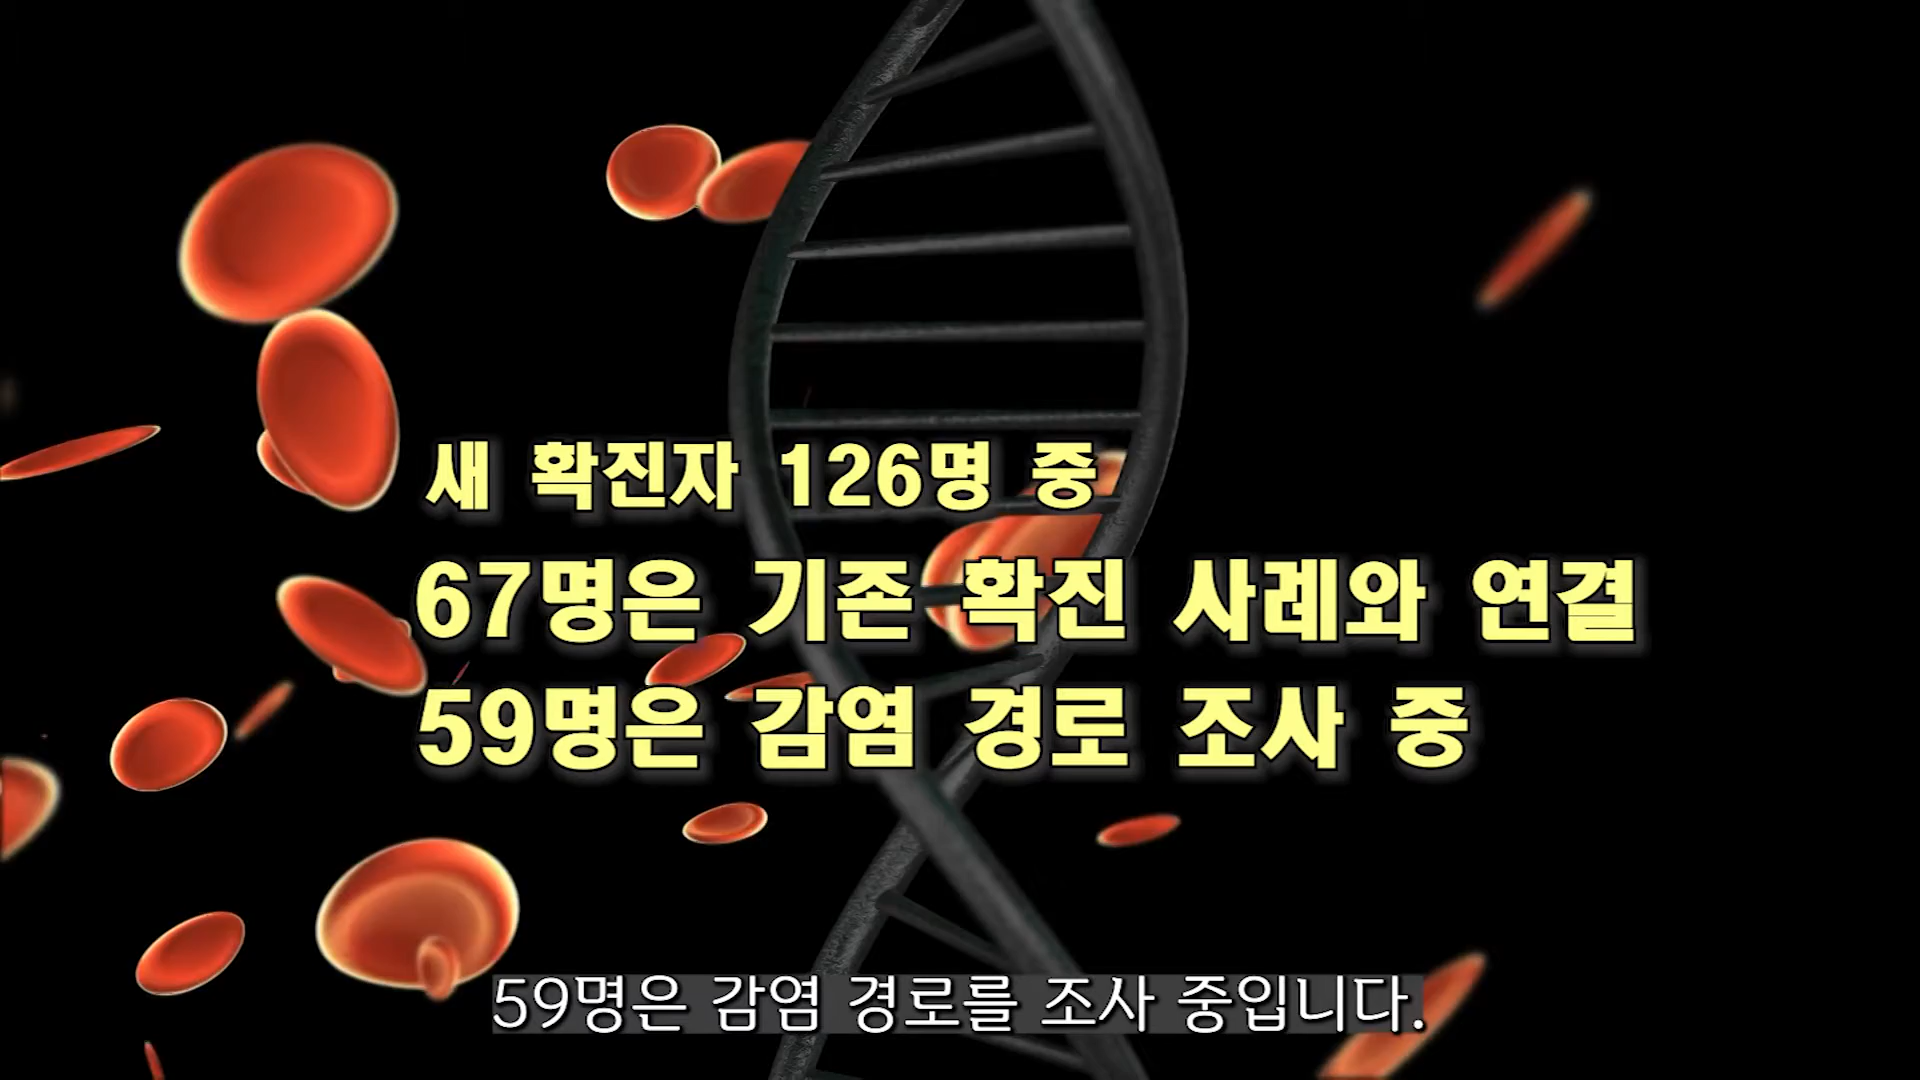 새 확진자 126명 중
67명은 기존 확진 사례와 연결
59명은 감염 경로 조사 중
59명은 감염 경로를 조사 중입니다.